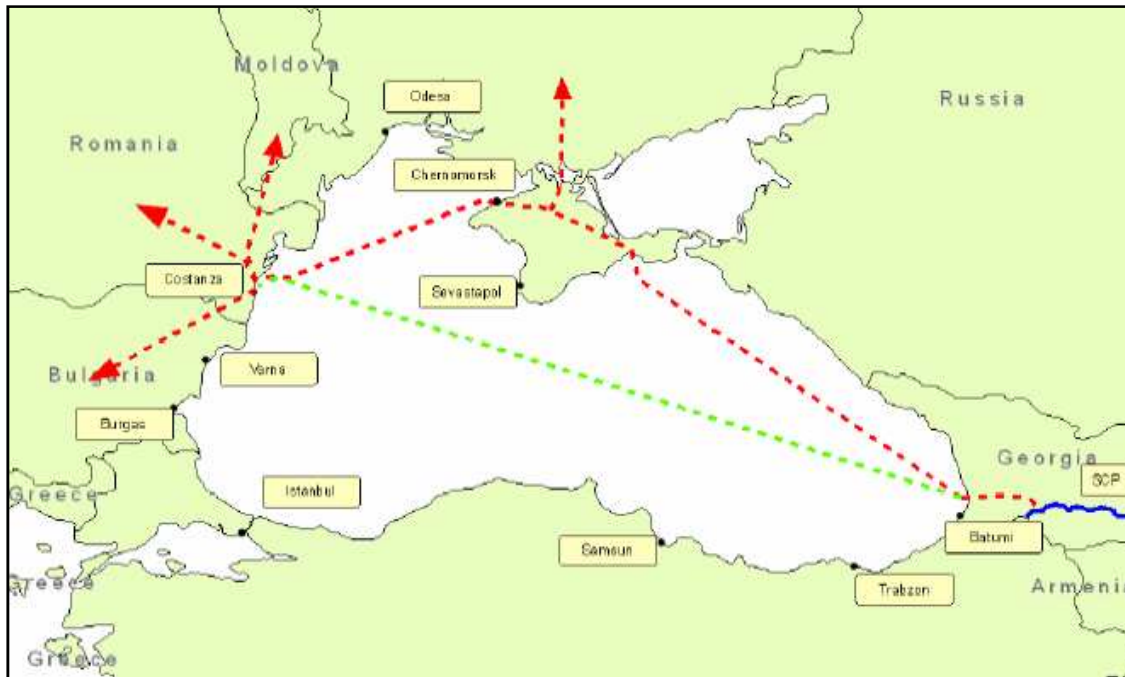 Moldova
Odesa
Russia
Romania
Chernomorsk
Costanza
Sevastapol
Varna
Bulgaria
Burgas
Georgia
SCP
Greece
Istanbul
Batumi
Samsun
Greece
Trabzon
Armenia
Greece